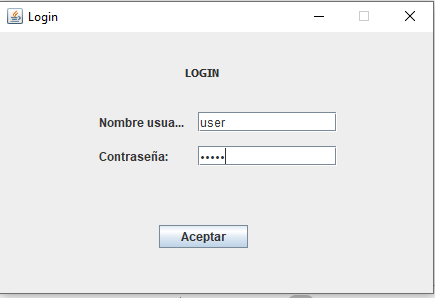 Login
LOGIN
Nombre usua... user
Contraseña: •••••
Aceptar